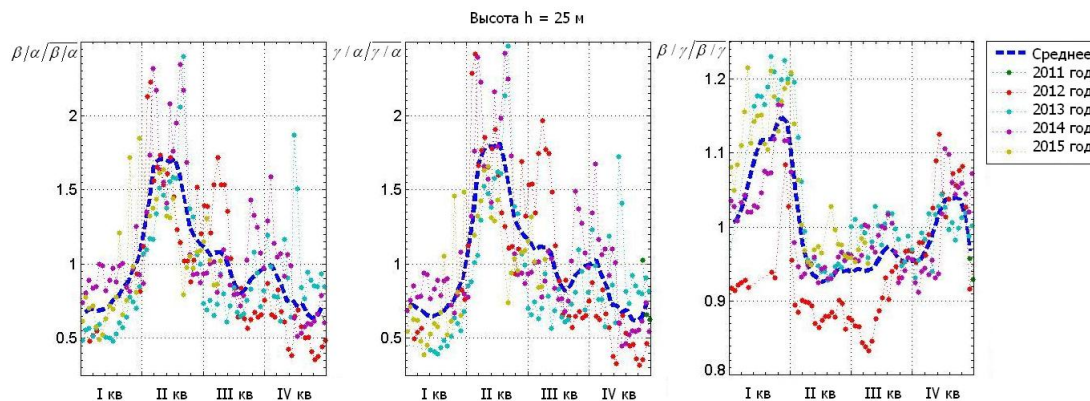 Высота h = 25 м
β/α/β/α
γ/α/γ/α
β/γ/β/γ
2
1.5
1
0.5
I кв II кв III кв IV кв
2
1.5
1
0.5
I кв II кв III кв IV кв
1.2
1.1
1
0.9
0.8
I кв II кв III кв IV кв
Среднее
2011 год
2012 год
2013 год
2014 год
2015 год